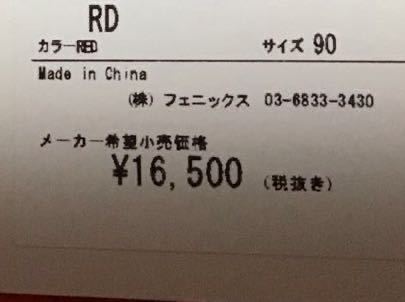 RD
カラーRED サイズ 90
Made in China
(株) フェニックス 03-6833-3430
メーカー希望小売価格
¥16,500 (税抜き)